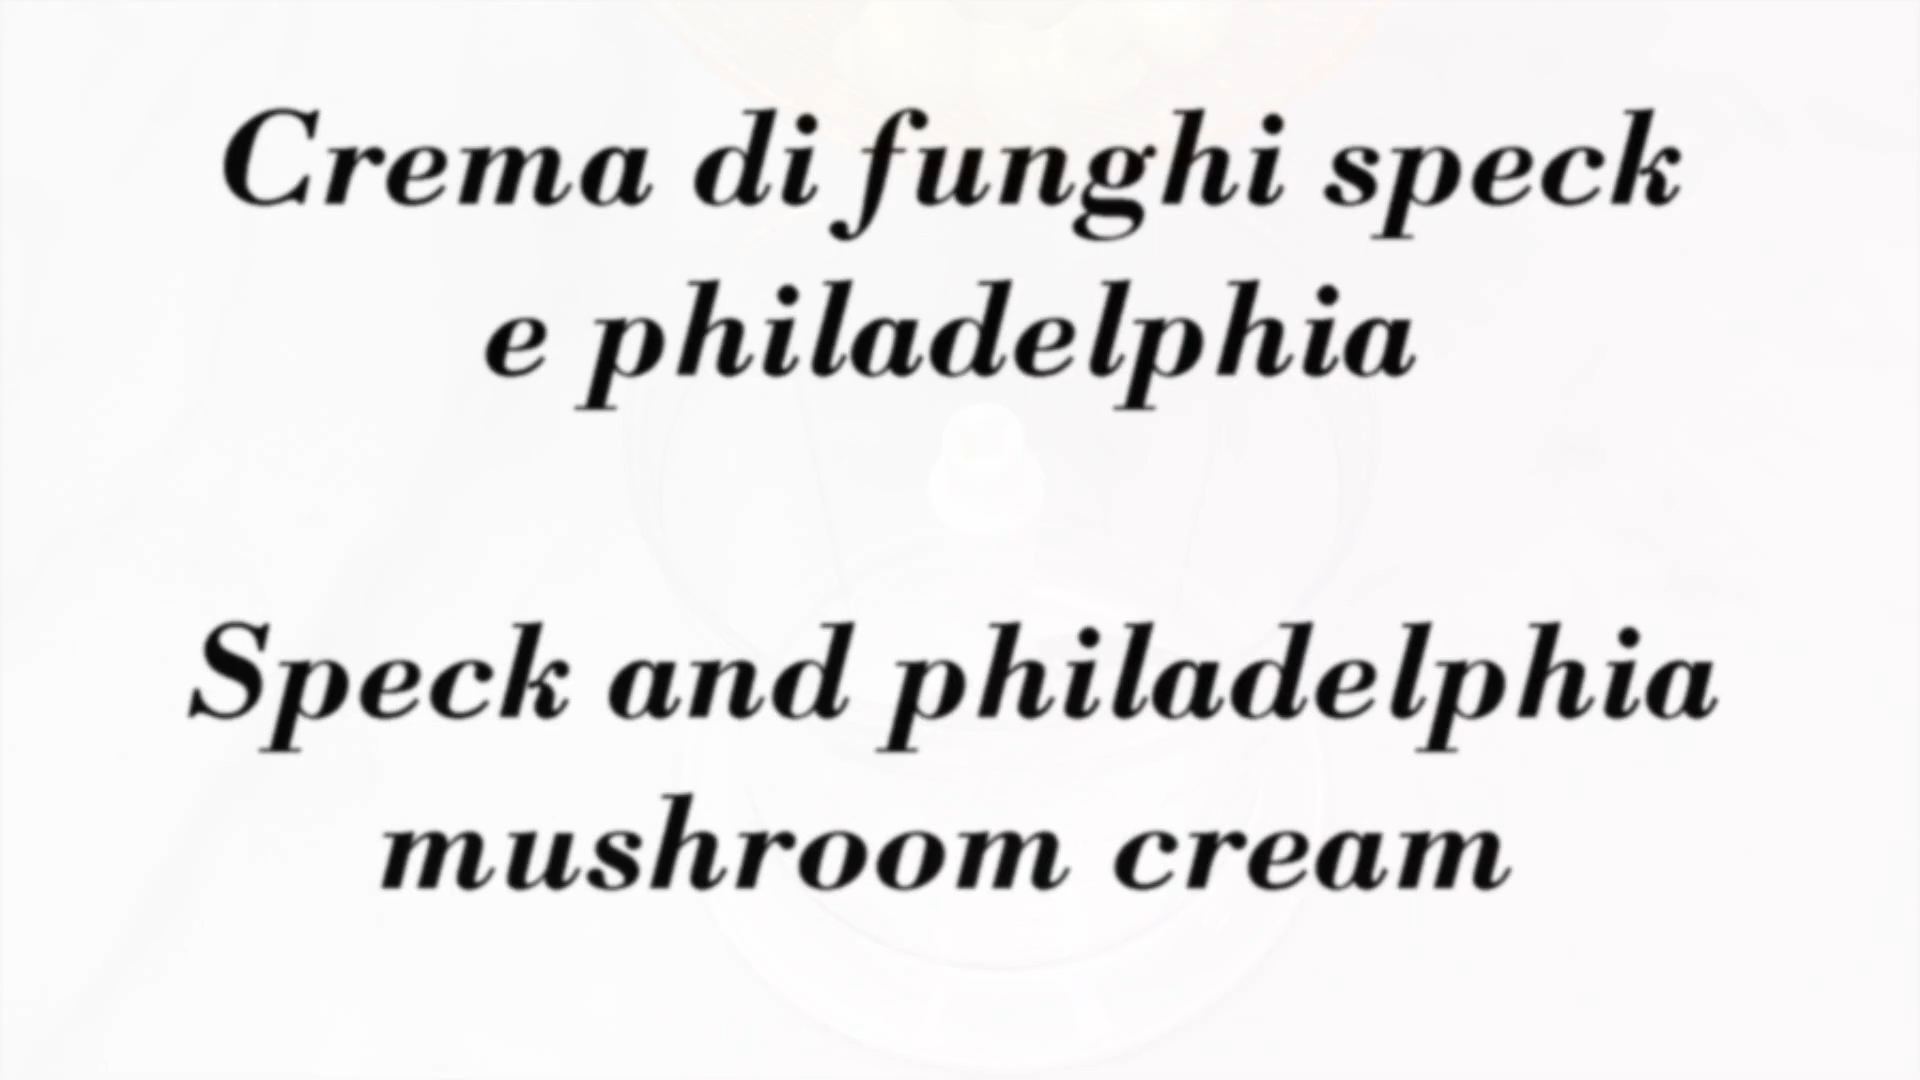 Crema di funghi speck
e philadelphia
Speck and philadelphia
mushroom cream